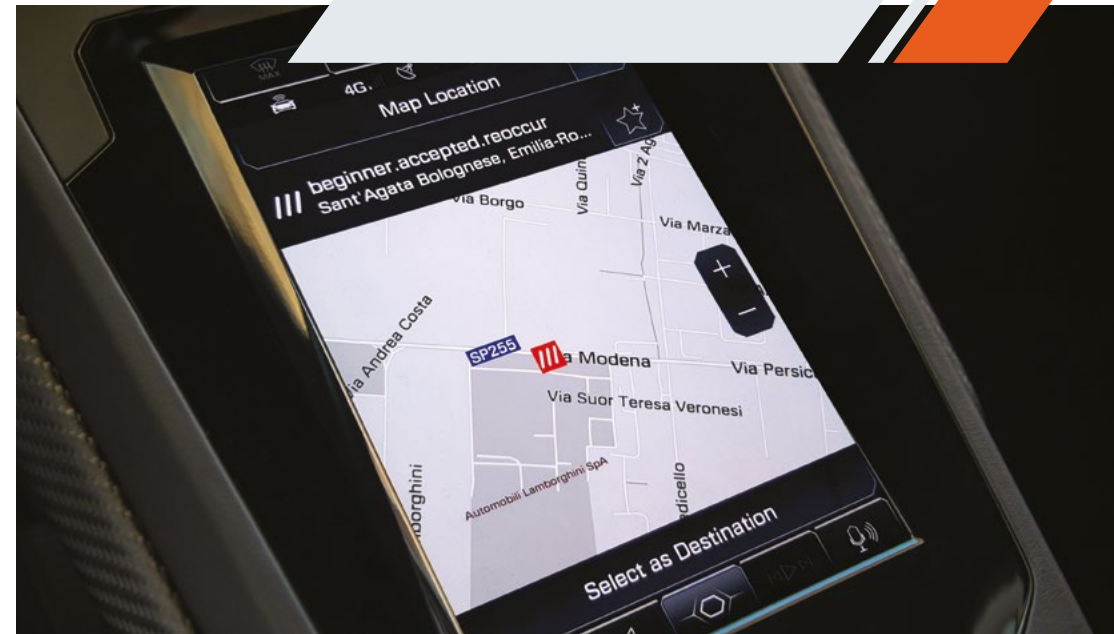 MAX
4G.
Map Location
///beginner.accepted.reoccur
Sant'Agata Bolognese, Emilia-Ro...
Via Borgo
Via Quin
Via 2 Ag
Via Marza
Via Andrea Costa
SP255
a Modena
Via Persic
Via Suor Teresa Veronesi
Automobili Lamborghini SpA
borghini
edicello
+
−
Select as Destination